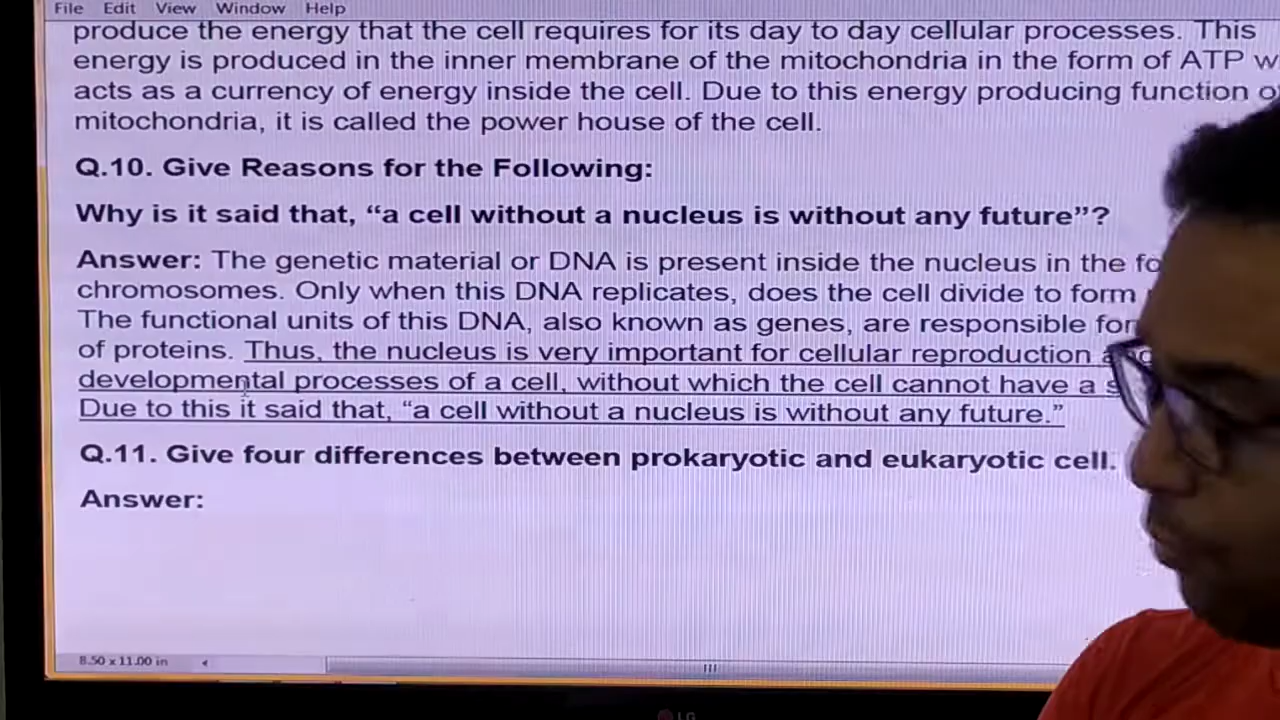 File Edit View Window Help
produce the energy that the cell requires for its day to day cellular processes. This
energy is produced in the inner membrane of the mitochondria in the form of ATP
acts as a currency of energy inside the cell. Due to this energy producing function
mitochondria, it is called the power house of the cell.
Q.10. Give Reasons for the Following:
Why is it said that, “a cell without a nucleus is without any future”?
Answer: The genetic material or DNA is present inside the nucleus in the
chromosomes. Only when this DNA replicates, does the cell divide to form
The functional units of this DNA, also known as genes, are responsible for
of proteins. Thus, the nucleus is very important for cellular reproduction
developmental processes of a cell, without which the cell cannot have a
Due to this it said that, “a cell without a nucleus is without any future.”
Q.11. Give four differences between prokaryotic and eukaryotic cell.
Answer:
8.50 x 11.00 in
LG